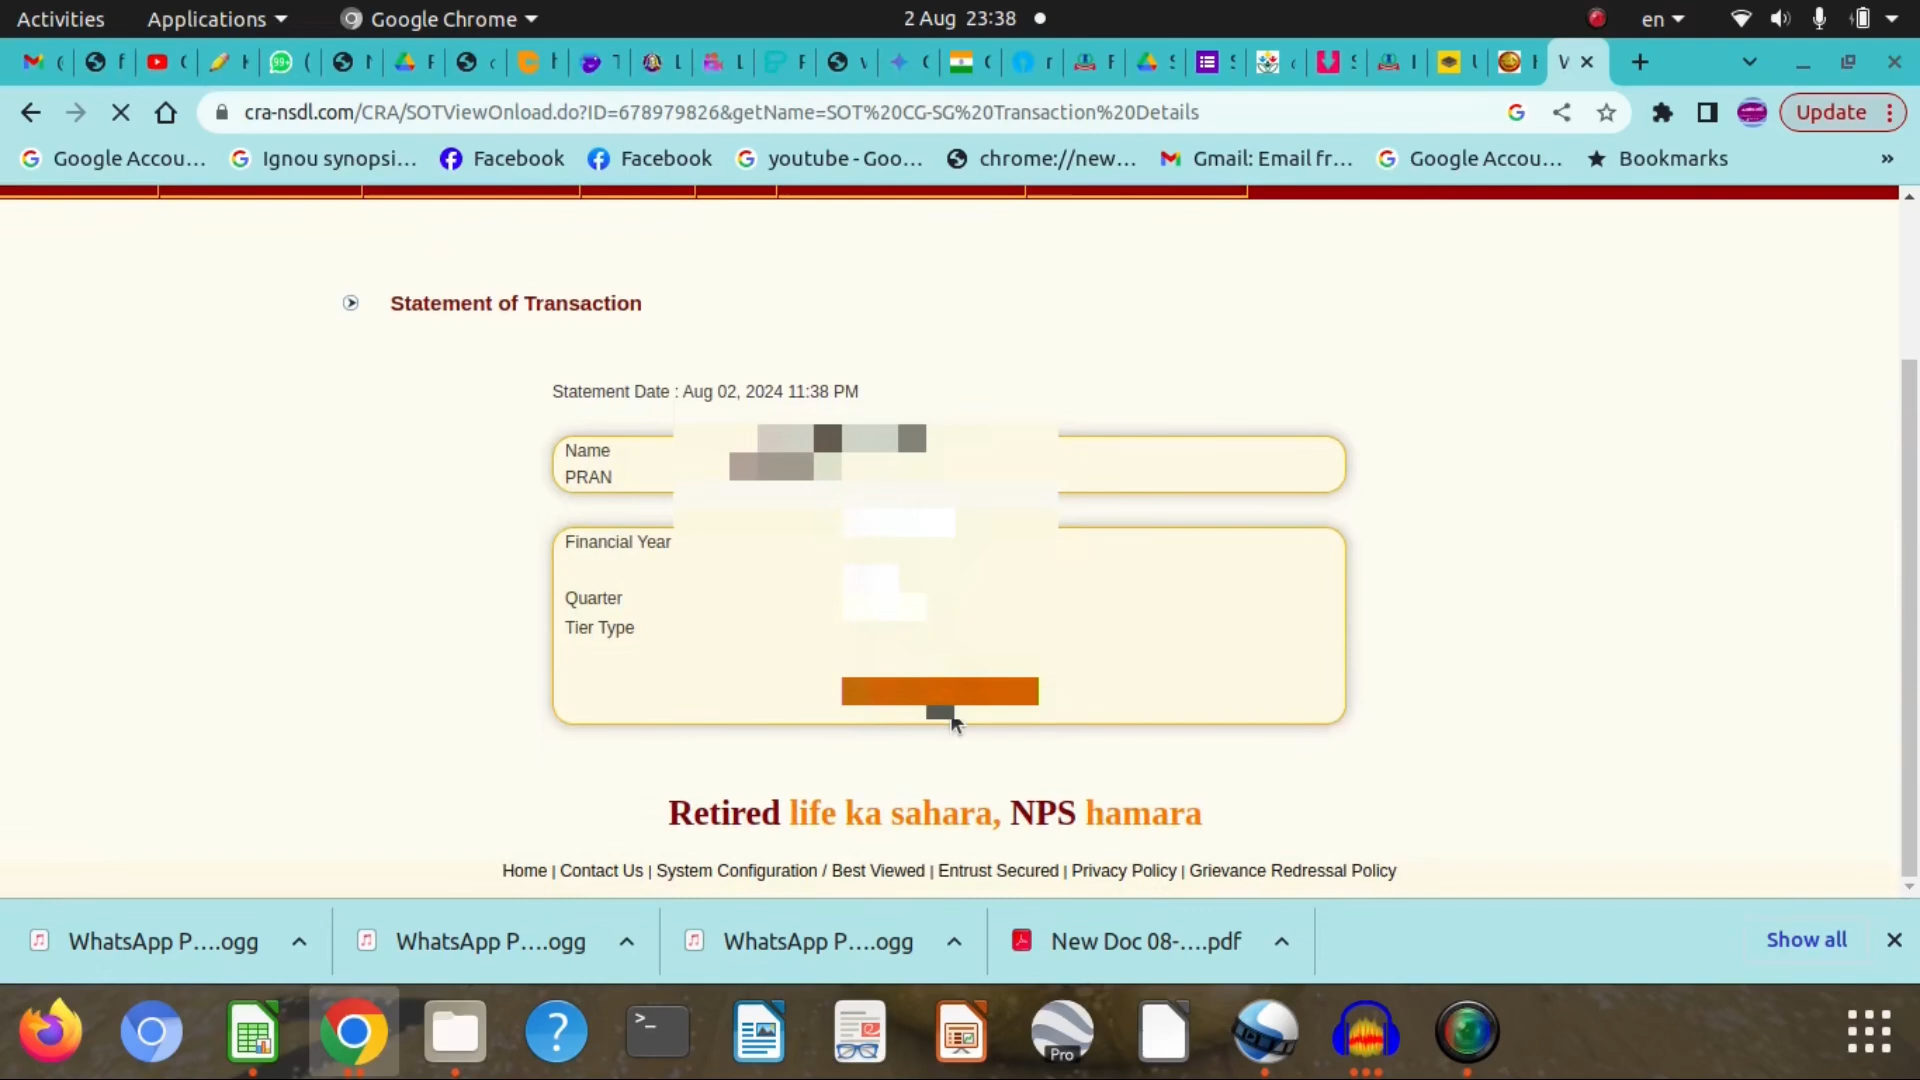 Activities Applications Google Chrome 2 Aug 23:38 en
cra-nsdl.com/CRA/SOTViewOnload.do?ID=678979826&getName=SOT%20CG-SG%20Transaction%20Details Update
Google Accou... Ignou synopsi... Facebook Facebook youtube - Goo... chrome://new... Gmail: Email fr... Google Accou... Bookmarks »
Statement of Transaction
Statement Date : Aug 02, 2024 11:38 PM
Name
PRAN
Financial Year
Quarter
Tier Type
Retired life ka sahara, NPS hamara
Home | Contact Us | System Configuration / Best Viewed | Entrust Secured | Privacy Policy | Grievance Redressal Policy
WhatsApp P....ogg WhatsApp P....ogg WhatsApp P....ogg New Doc 08-....pdf Show all
Pro